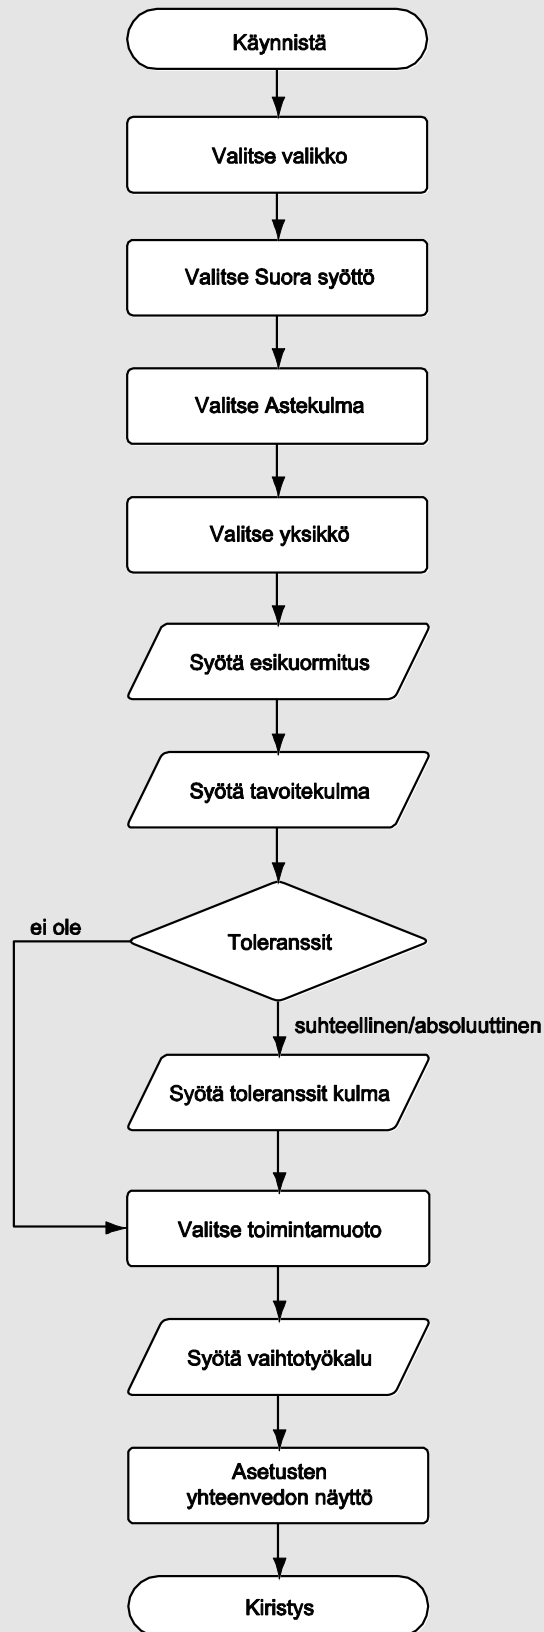 Käynnistä
Valitse valikko
Valitse Suora syöttö
Valitse Astekulma
Valitse yksikkö
Syötä esikuormitus
Syötä tavoitekulma
ei ole
Toleranssit
suhteellinen/absoluuttinen
Syötä toleranssit kulma
Valitse toimintamuoto
Syötä vaihtotyökalu
Asetusten
yhteenvedon näyttö
Kiristys